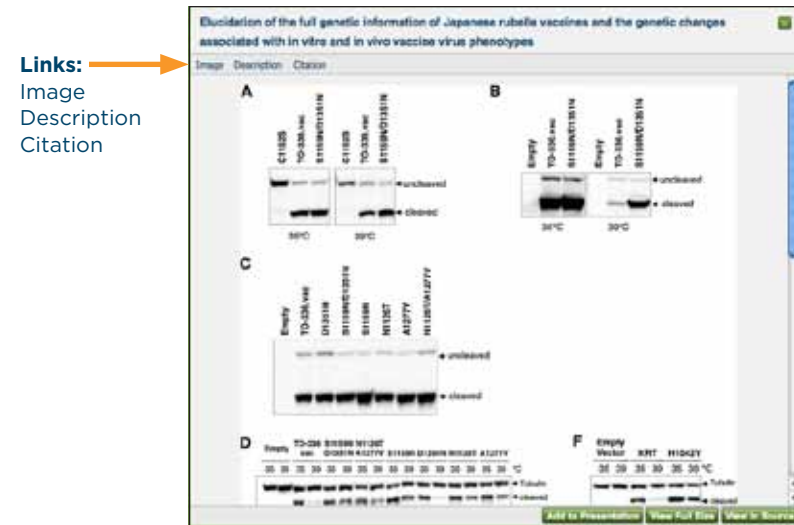 Elucidation of the full genetic information of Japanese rubella vaccines and the genetic changes
associated with in vitro and in vivo vaccine virus phenotypes
Links:
Image
Description
Citation
Image Description Citation
A
C1152S TO-336.vac S1159N/D1351N C1152S TO-336.vac S1159N/D1351N
uncleaved
cleaved
35°C 39°C
B
Empty TO-336.vac S1159N/D1351N Empty TO-336.vac S1159N/D1351N
uncleaved
cleaved
C
Empty TO-336.vac D1351N S1159N/D1351N S1159N N1126T A1277V N1126T/A1277V
uncleaved
cleaved
D
Empty TO-336 vac S1159N D1351N N1126T A1277V S1159N D1351N N1126T A1277V
35 39 35 39 35 39 35 39 35 39 35 39 35 39 35 39 °C
Tubulin
cleaved
F
Empty Vector KRT H1042Y
35 39 35 39 35 39 °C
Tubulin
cleaved
Add to Presentation View Full Size View in Source